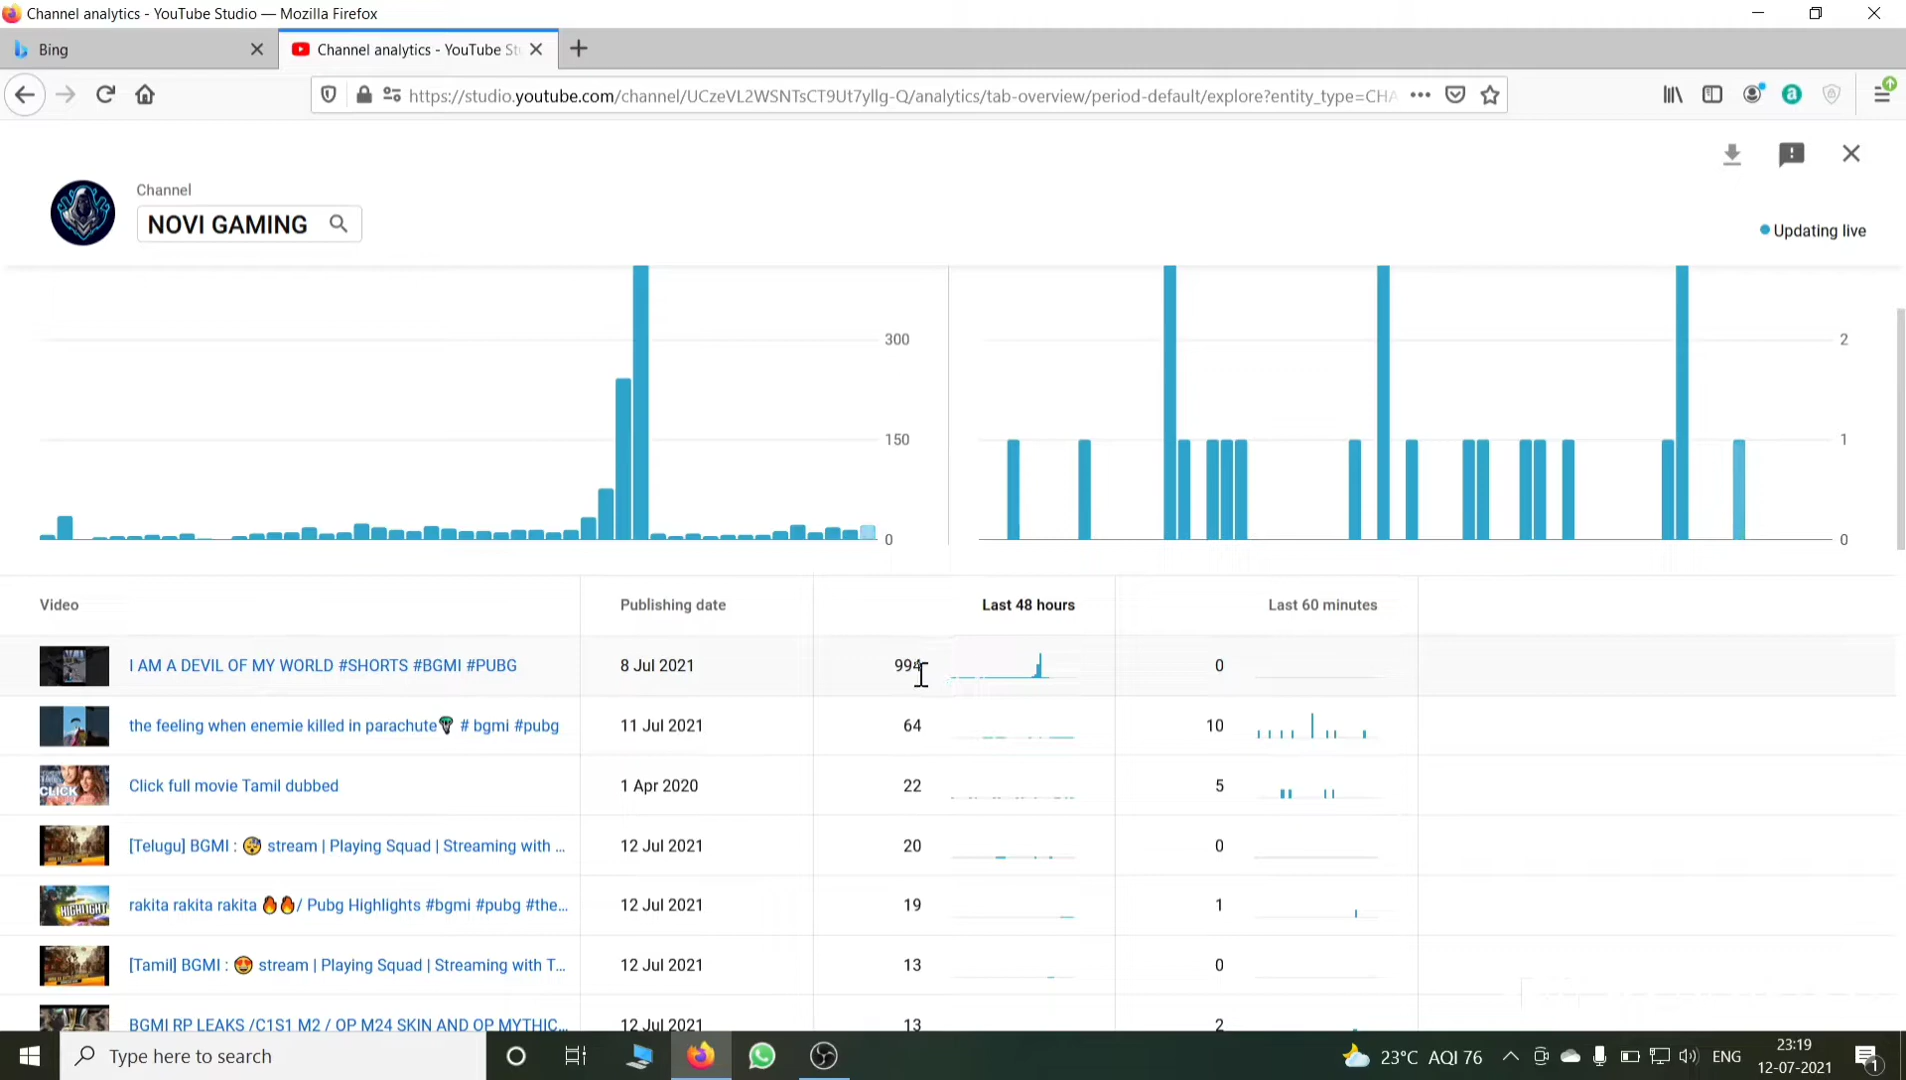 Channel analytics - YouTube Studio — Mozilla Firefox
Bing
Channel analytics - YouTube St
https://studio.youtube.com/channel/UCzeVL2WSNTsCT9Ut7yllg-Q/analytics/tab-overview/period-default/explore?entity_type=CHA
Channel
NOVI GAMING
Updating live
300
2
150
1
0
0
Video Publishing date Last 48 hours Last 60 minutes
I AM A DEVIL OF MY WORLD #SHORTS #BGMI #PUBG 8 Jul 2021 994 0
the feeling when enemie killed in parachute🪂 # bgmi #pubg 11 Jul 2021 64 10
CLICK
Click full movie Tamil dubbed 1 Apr 2020 22 5
[Telugu] BGMI : 😴 stream | Playing Squad | Streaming with ... 12 Jul 2021 20 0
HIGHLIGHT
rakita rakita rakita 🔥🔥/ Pubg Highlights #bgmi #pubg #the... 12 Jul 2021 19 1
[Tamil] BGMI : 😍 stream | Playing Squad | Streaming with T... 12 Jul 2021 13 0
BGMI RP LEAKS /C1S1 M2 / OP M24 SKIN AND OP MYTHIC... 12 Jul 2021 13 2
Type here to search
23°C AQI 76
ENG
23:19
12-07-2021
1